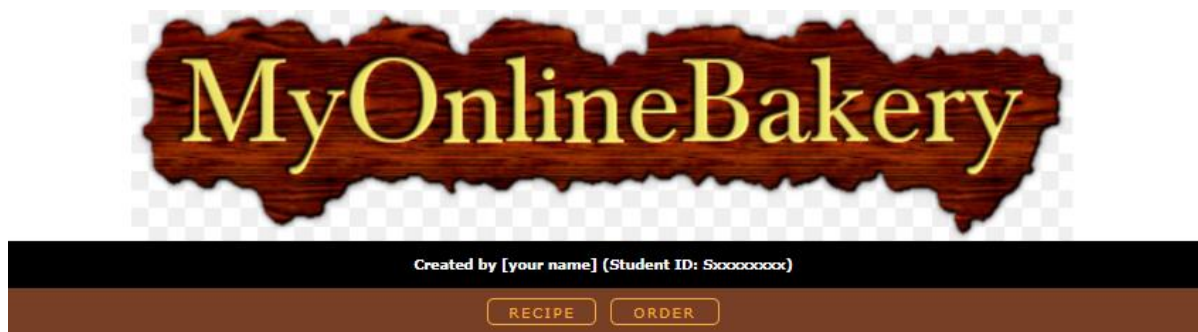 MyOnlineBakery
Created by [your name] (Student ID: Sxxxxxxxx)
RECIPE ORDER